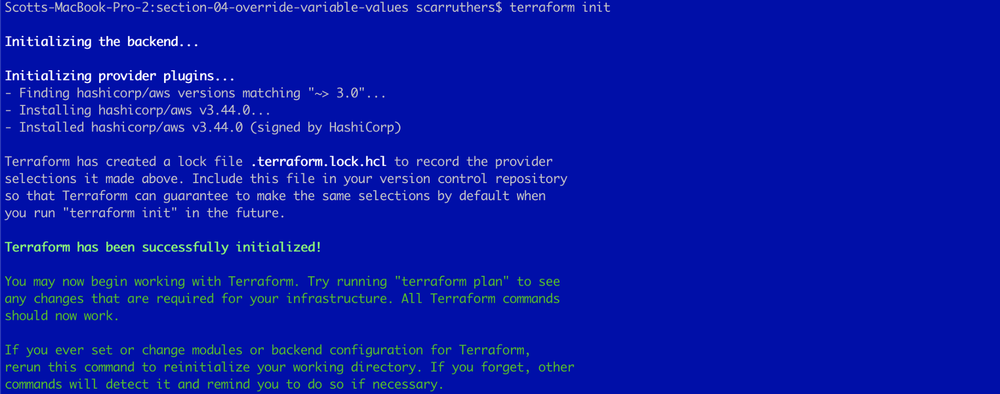 Scotts-MacBook-Pro-2:section-04-override-variable-values scarruthers$ terraform init
Initializing the backend...
Initializing provider plugins...
- Finding hashicorp/aws versions matching "~> 3.0"...
- Installing hashicorp/aws v3.44.0...
- Installed hashicorp/aws v3.44.0 (signed by HashiCorp)
Terraform has created a lock file .terraform.lock.hcl to record the provider
selections it made above. Include this file in your version control repository
so that Terraform can guarantee to make the same selections by default when
you run "terraform init" in the future.
Terraform has been successfully initialized!
You may now begin working with Terraform. Try running "terraform plan" to see
any changes that are required for your infrastructure. All Terraform commands
should now work.
If you ever set or change modules or backend configuration for Terraform,
rerun this command to reinitialize your working directory. If you forget, other
commands will detect it and remind you to do so if necessary.